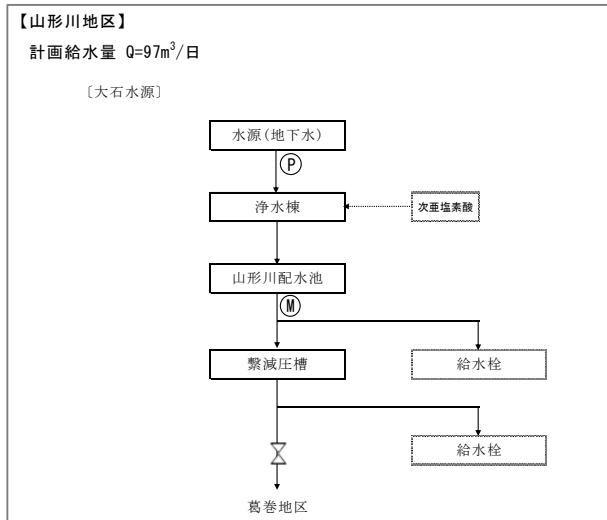 【山形川地区】
計画給水量 Q=97m³/日
〔大石水源〕
水源(地下水)
Ⓟ
浄水棟
次亜塩素酸
山形川配水池
Ⓜ
繋減圧槽
給水栓
給水栓
葛巻地区